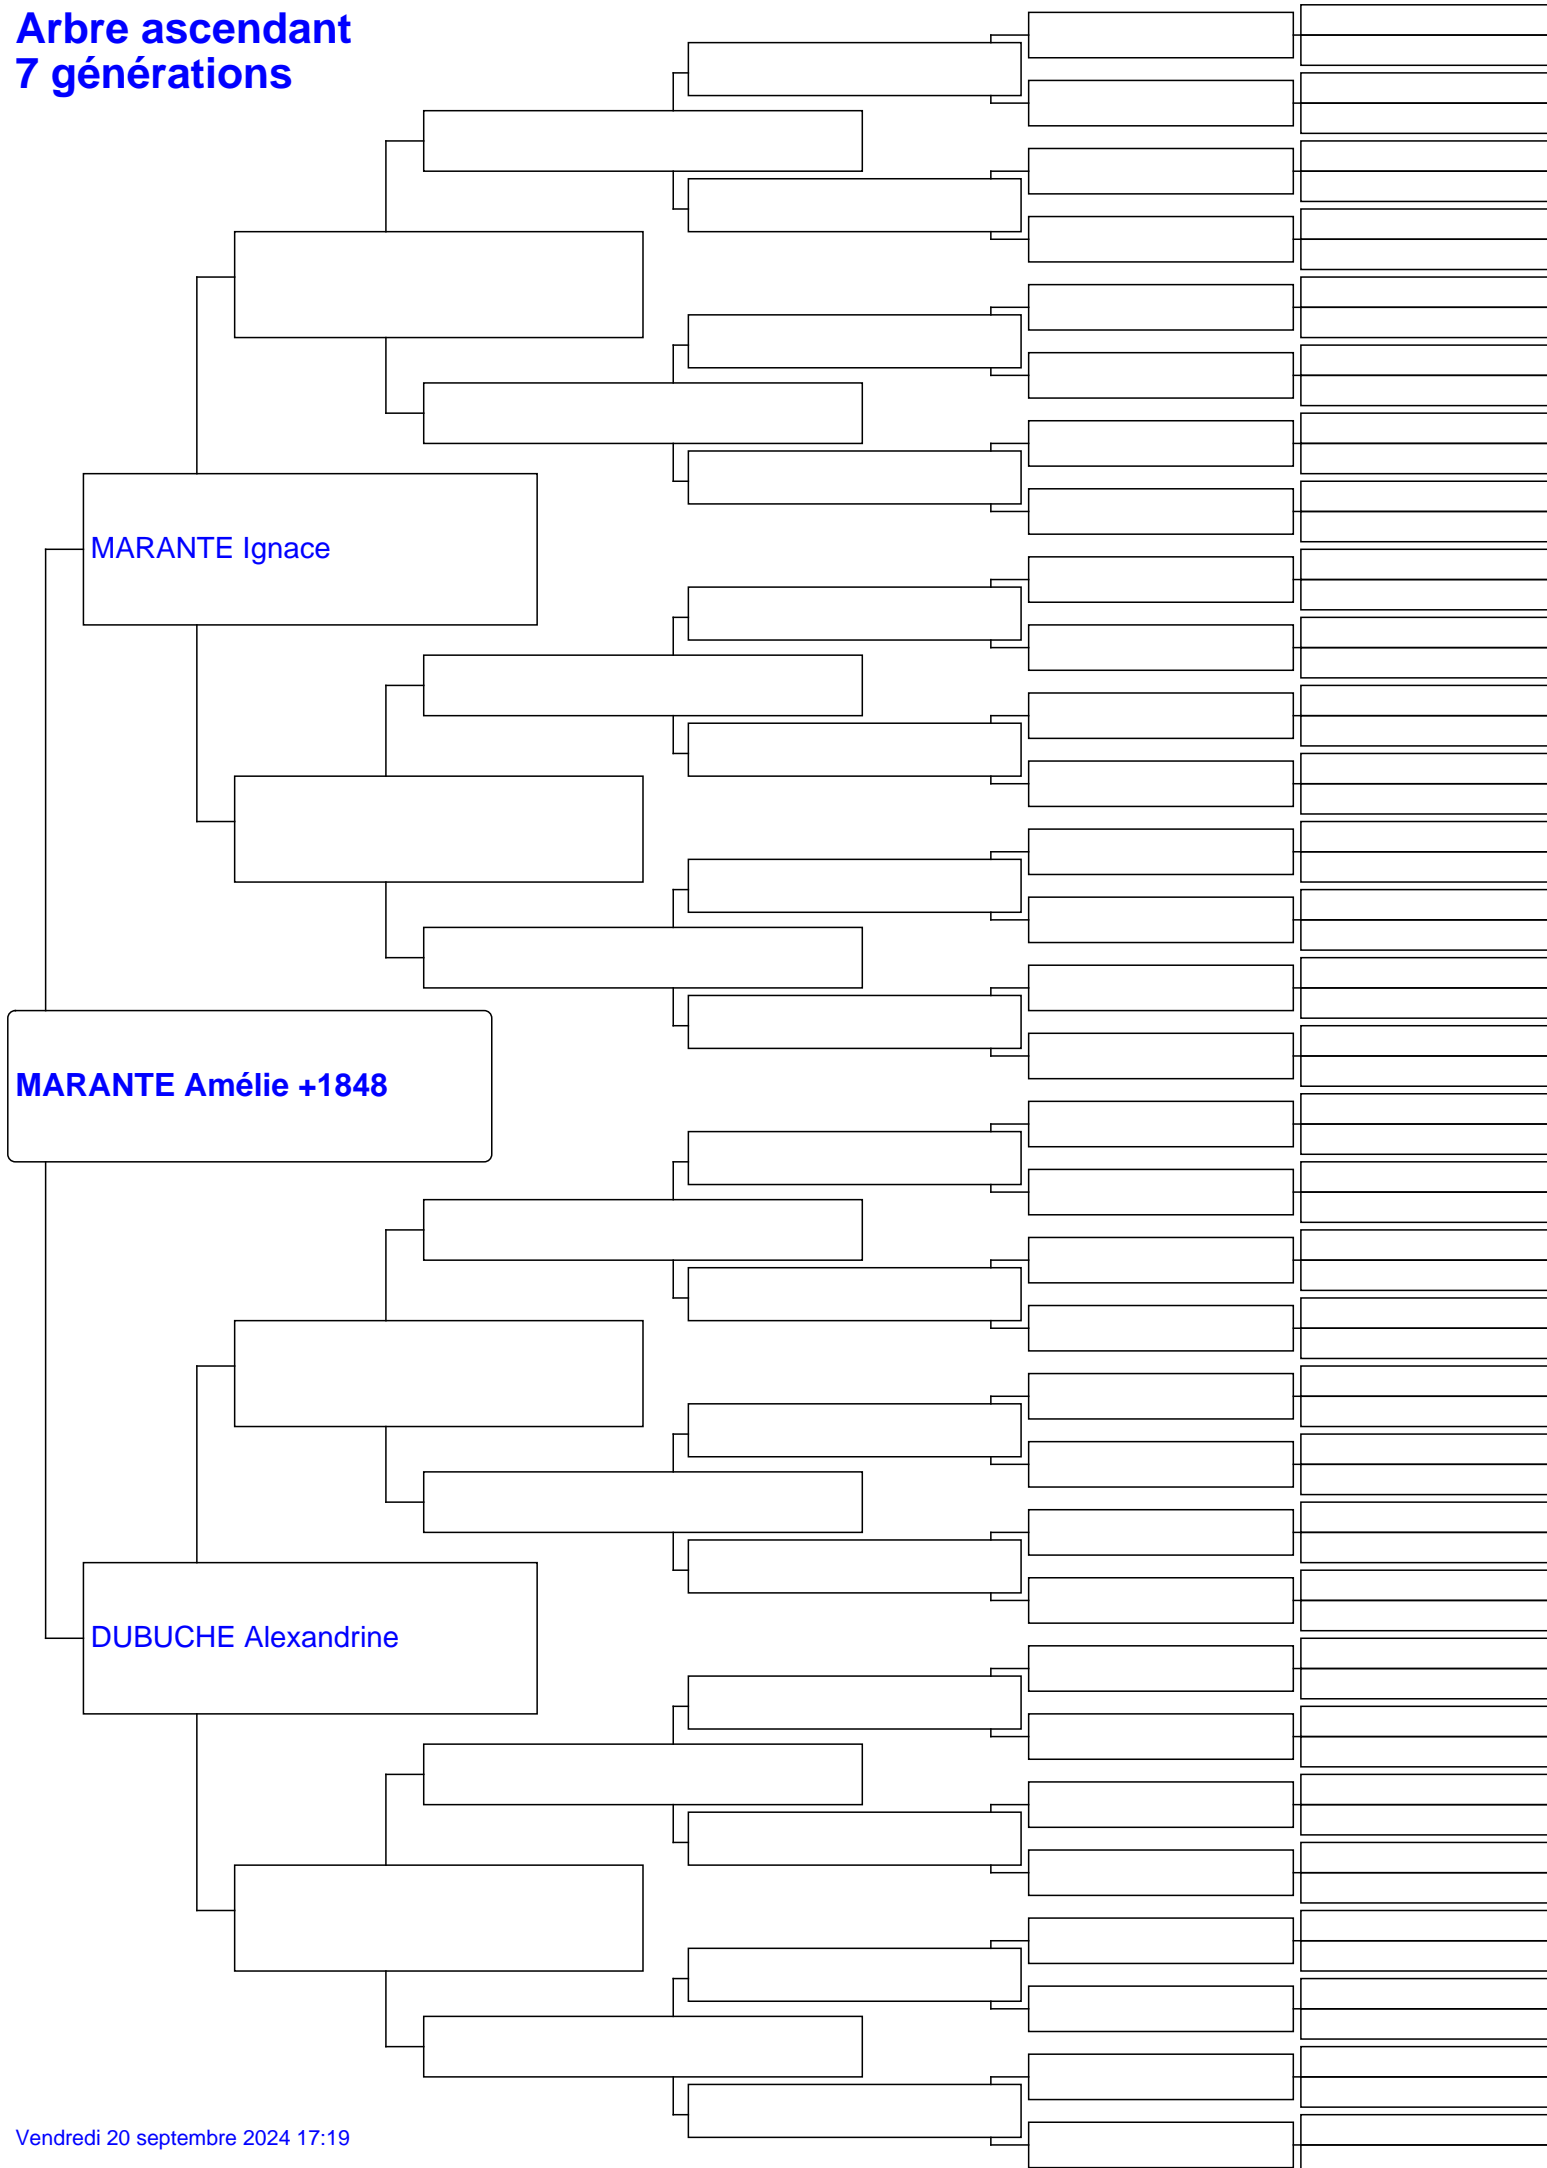 Arbre ascendant
7 générations
MARANTE Ignace
MARANTE Amélie +1848
DUBUCHE Alexandrine
Vendredi 20 septembre 2024 17:19